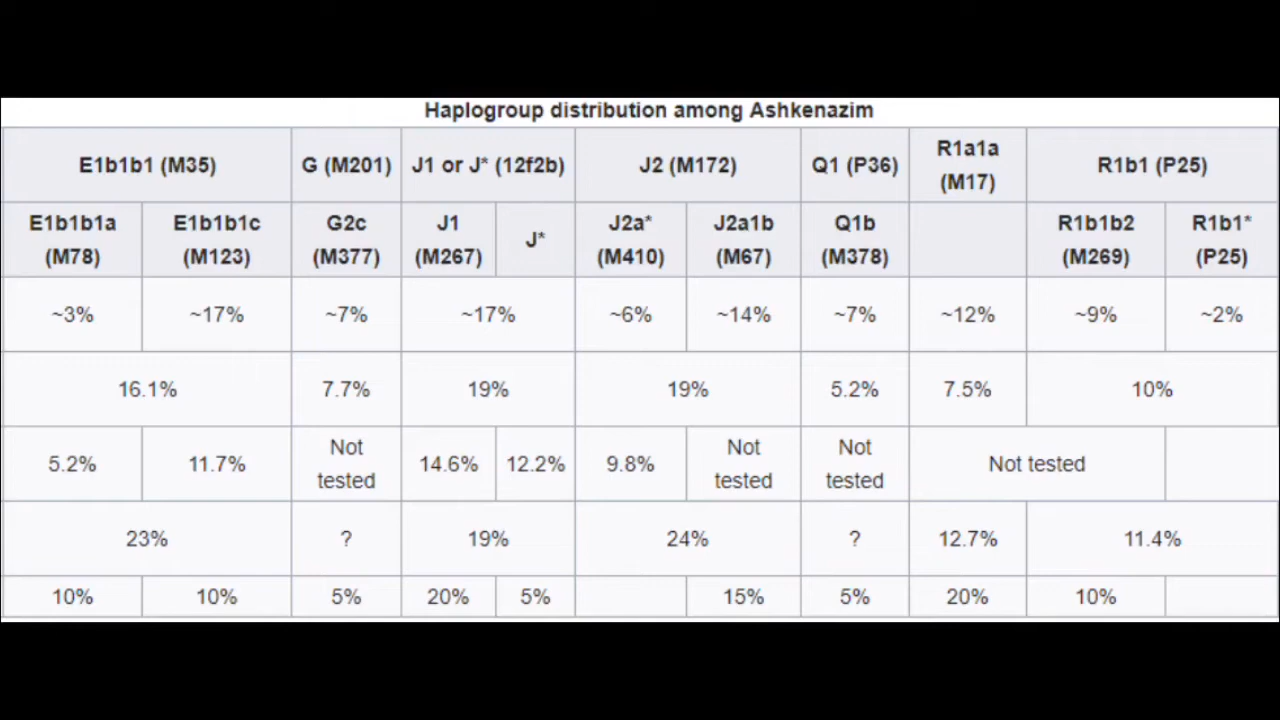 Haplogroup distribution among Ashkenazim
E1b1b1 (M35) G (M201) J1 or J* (12f2b) J2 (M172) Q1 (P36) R1a1a (M17) R1b1 (P25)
E1b1b1a (M78) E1b1b1c (M123) G2c (M377) J1 (M267) J* J2a* (M410) J2a1b (M67) Q1b (M378) R1b1b2 (M269) R1b1* (P25)
~3% ~17% ~7% ~17% ~6% ~14% ~7% ~12% ~9% ~2%
16.1% 7.7% 19% 19% 5.2% 7.5% 10%
5.2% 11.7% Not tested 14.6% 12.2% 9.8% Not tested Not tested Not tested
23% ? 19% 24% ? 12.7% 11.4%
10% 10% 5% 20% 5% 15% 5% 20% 10%